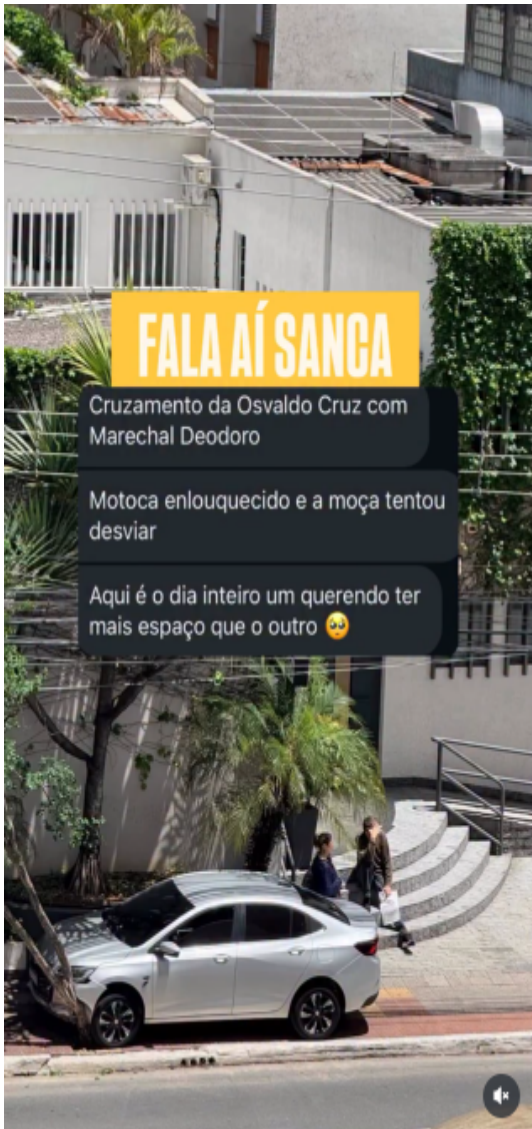 FALA AÍ SANCA
Cruzamento da Osvaldo Cruz com
Marechal Deodoro
Motoca enlouquecido e a moça tentou
desviar
Aqui é o dia inteiro um querendo ter
mais espaço que o outro 🥹